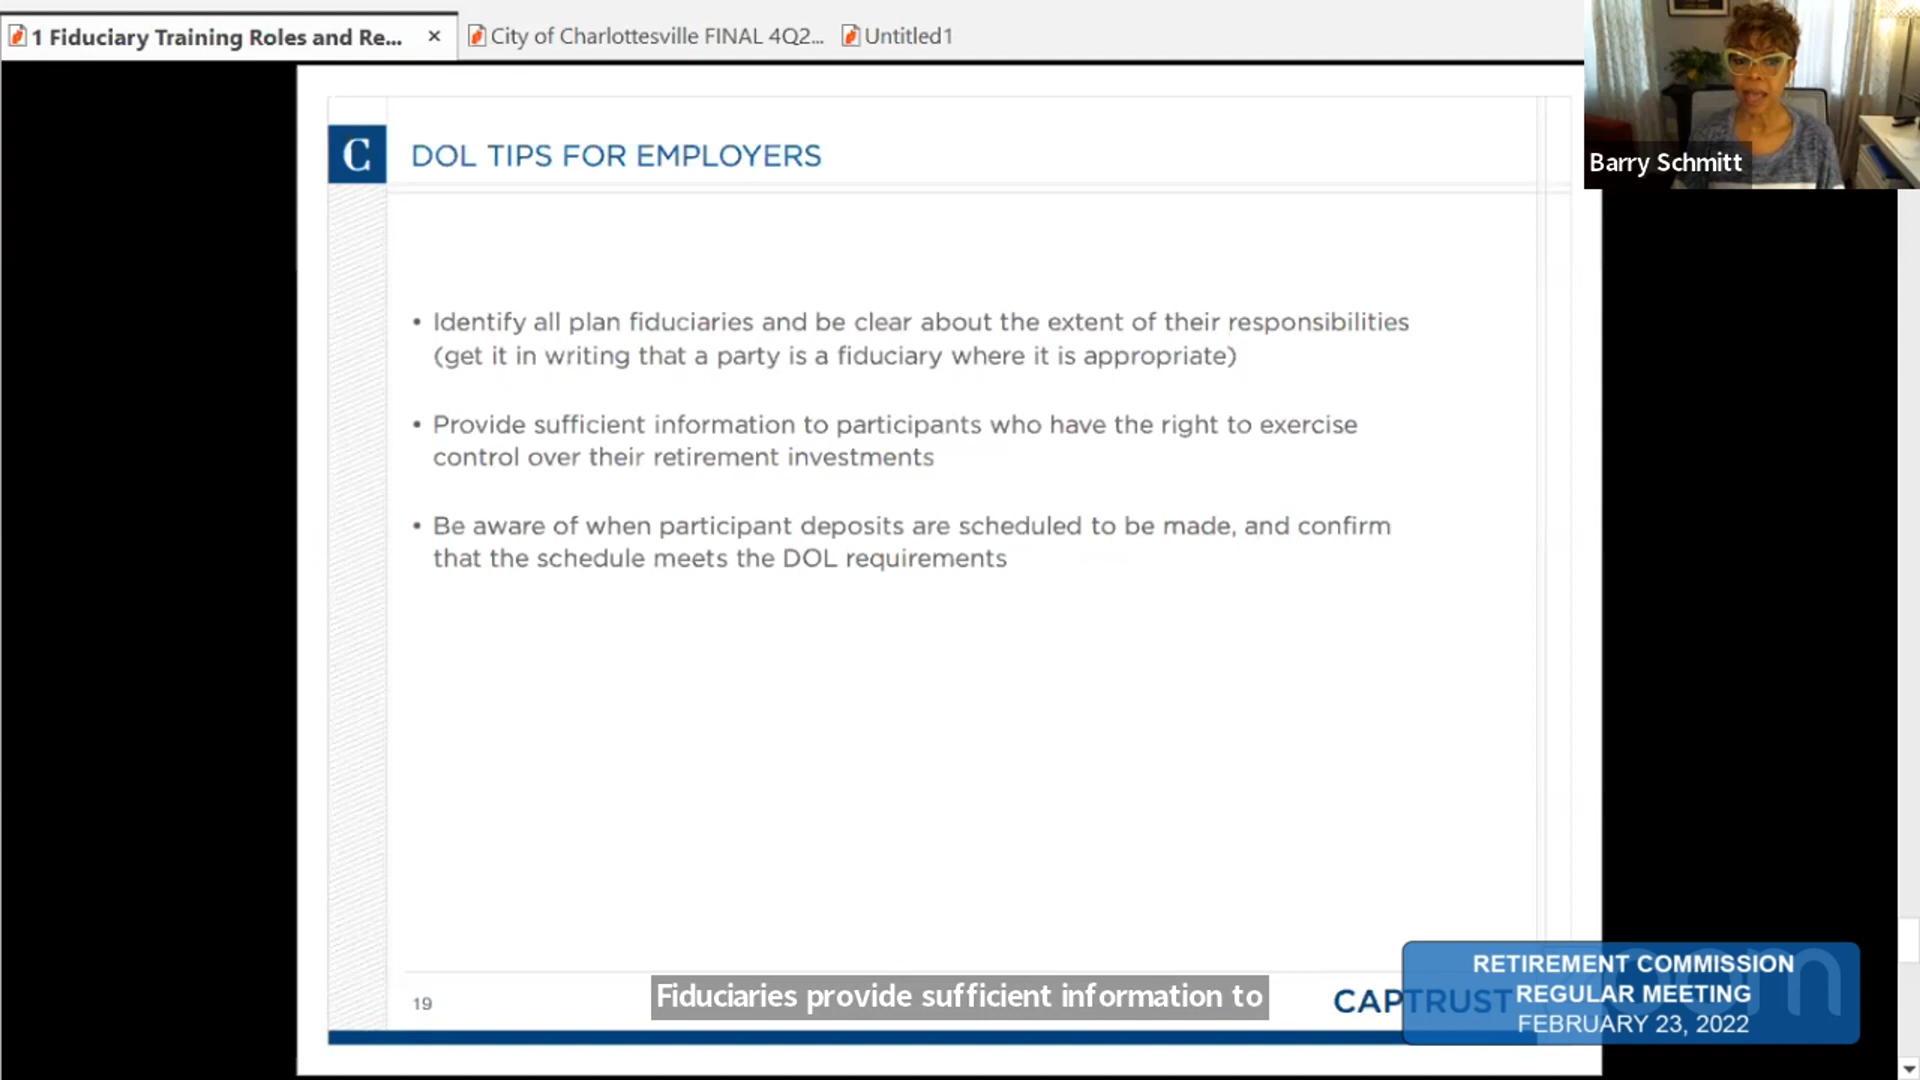 1 Fiduciary Training Roles and Re...
City of Charlottesville FINAL 4Q2...
Untitled1
Barry Schmitt
C
DOL TIPS FOR EMPLOYERS
• Identify all plan fiduciaries and be clear about the extent of their responsibilities
(get it in writing that a party is a fiduciary where it is appropriate)
• Provide sufficient information to participants who have the right to exercise
control over their retirement investments
• Be aware of when participant deposits are scheduled to be made, and confirm
that the schedule meets the DOL requirements
19
Fiduciaries provide sufficient information to
CAPTRUST
RETIREMENT COMMISSION
REGULAR MEETING
FEBRUARY 23, 2022